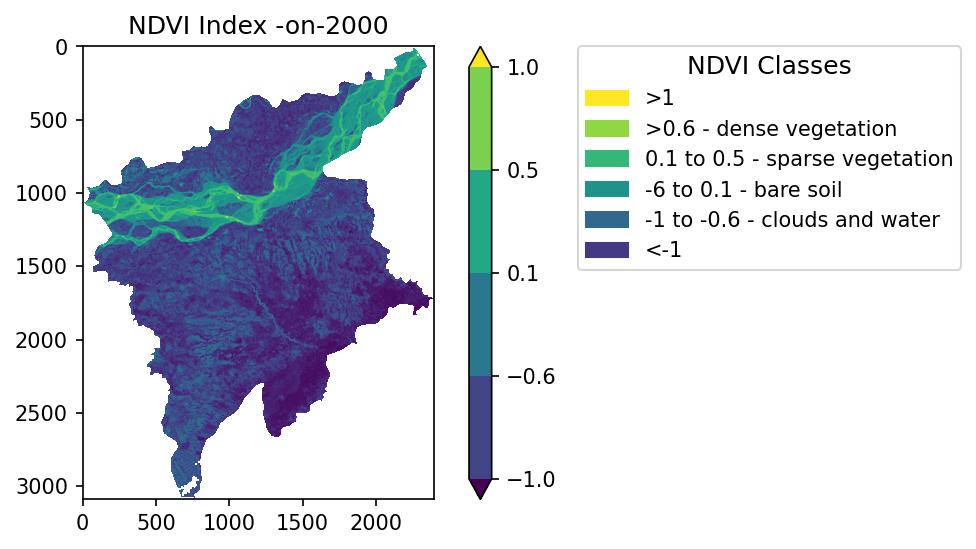 NDVI Index -on-2000
0
500
1000
1500
2000
2500
3000
0 500 1000 1500 2000
1.0
0.5
0.1
−0.6
−1.0
NDVI Classes
>1
>0.6 - dense vegetation
0.1 to 0.5 - sparse vegetation
-6 to 0.1 - bare soil
-1 to -0.6 - clouds and water
<-1